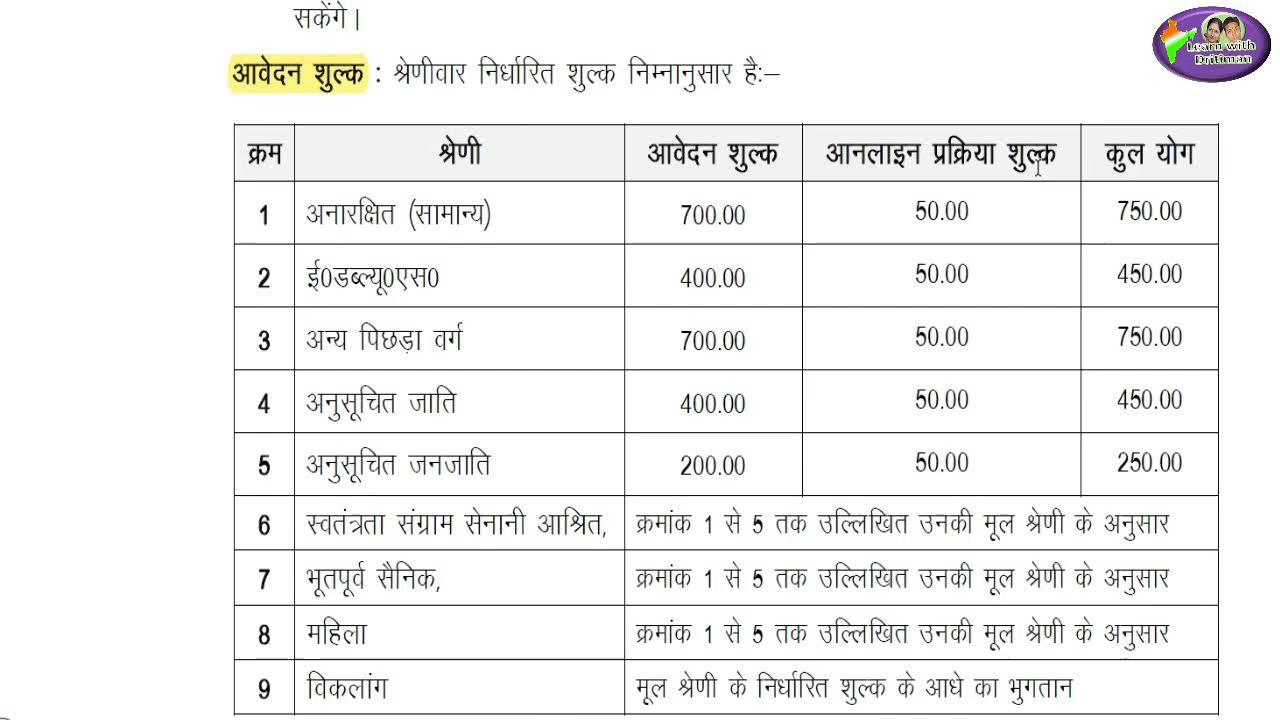 सकेंगे।
आवेदन शुल्क : श्रेणीवार निर्धारित शुल्क निम्नानुसार है:–
क्रम श्रेणी आवेदन शुल्क आनलाइन प्रक्रिया शुल्क कुल योग
1 अनारक्षित (सामान्य) 700.00 50.00 750.00
2 ई0डब्ल्यू0एस0 400.00 50.00 450.00
3 अन्य पिछड़ा वर्ग 700.00 50.00 750.00
4 अनुसूचित जाति 400.00 50.00 450.00
5 अनुसूचित जनजाति 200.00 50.00 250.00
6 स्वतंत्रता संग्राम सेनानी आश्रित, क्रमांक 1 से 5 तक उल्लिखित उनकी मूल श्रेणी के अनुसार
7 भूतपूर्व सैनिक, क्रमांक 1 से 5 तक उल्लिखित उनकी मूल श्रेणी के अनुसार
8 महिला क्रमांक 1 से 5 तक उल्लिखित उनकी मूल श्रेणी के अनुसार
9 विकलांग मूल श्रेणी के निर्धारित शुल्क के आधे का भुगतान
Learn with
Dritiman